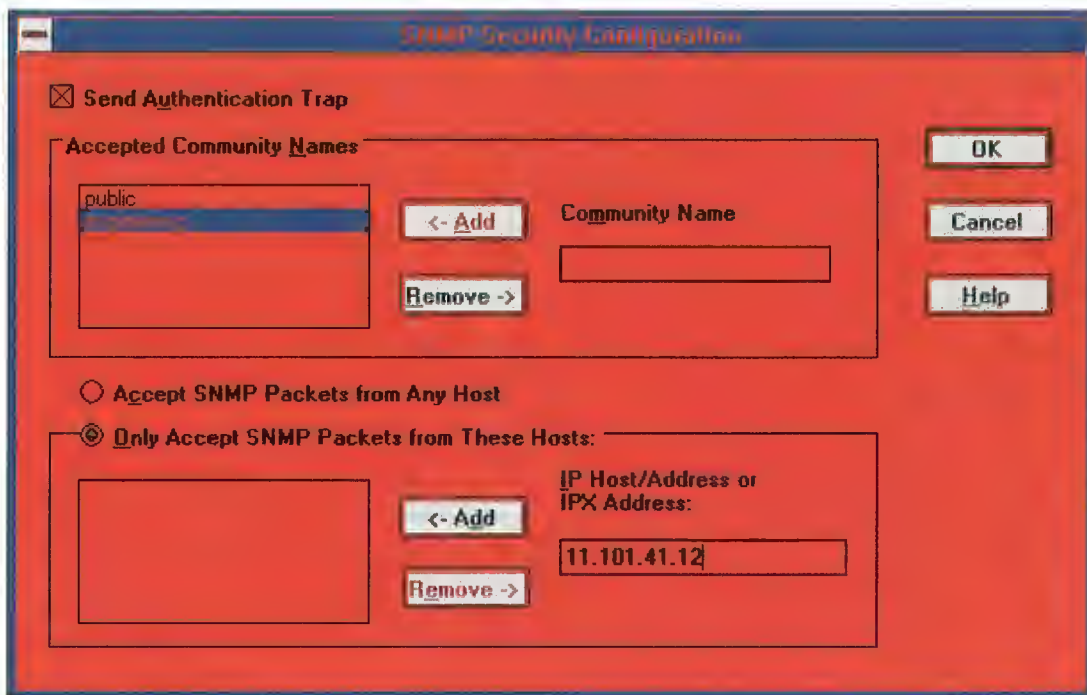 SNMP Security Configuration
Send Authentication Trap
Accepted Community Names
public
<- Add
Remove ->
Community Name
OK
Cancel
Help
Accept SNMP Packets from Any Host
Only Accept SNMP Packets from These Hosts:
<- Add
Remove ->
IP Host/Address or
IPX Address:
11.101.41.12